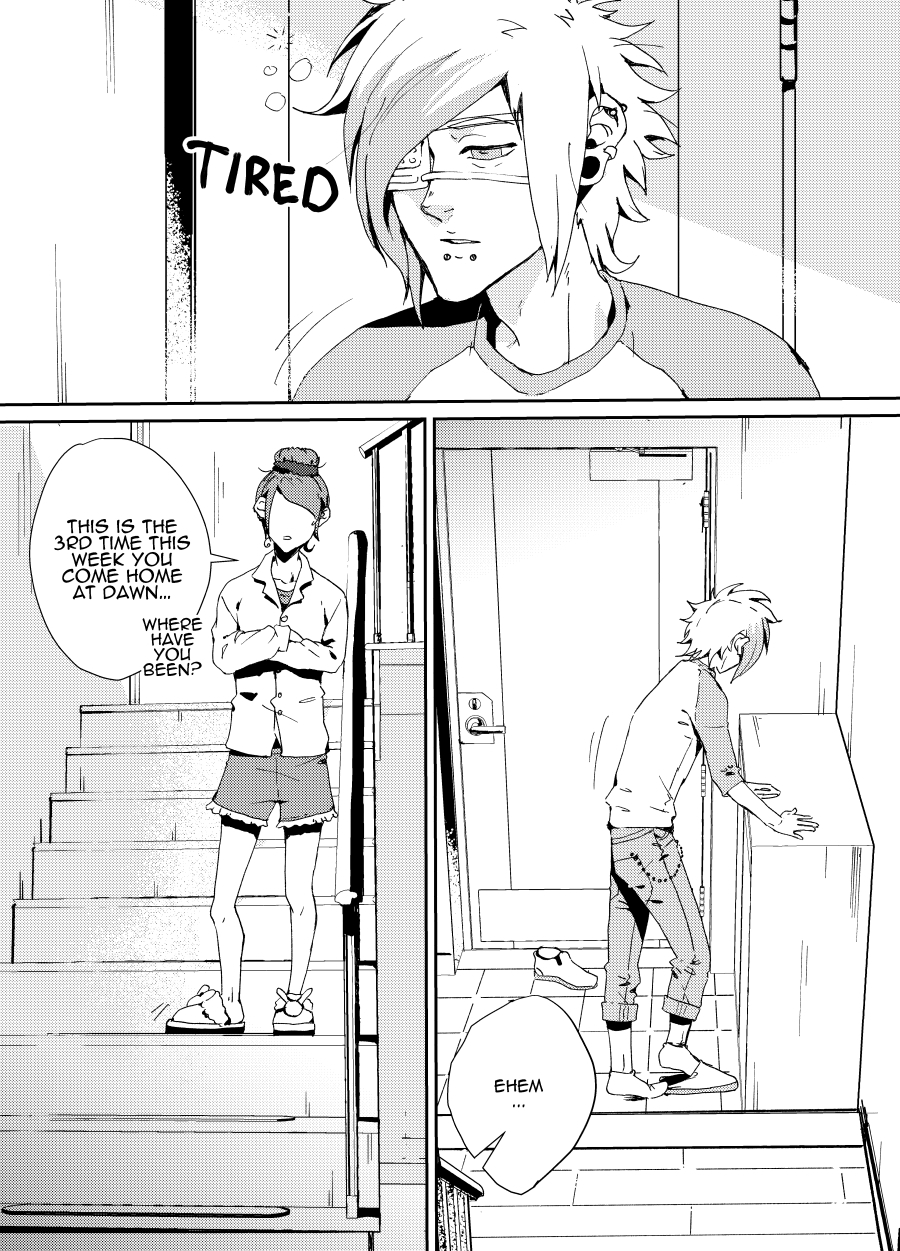 TIRED
EHEM
...
THIS IS THE
3RD TIME THIS
WEEK YOU
COME HOME
AT DAWN...
WHERE
HAVE
YOU
BEEN?